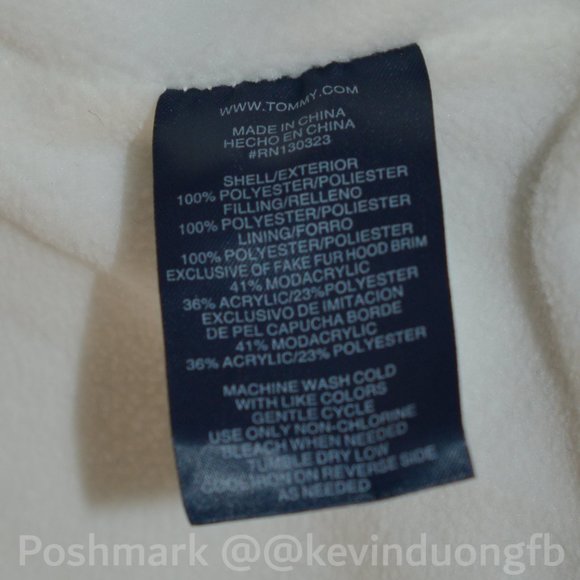 WWW.TOMMY.COM
MADE IN CHINA
HECHO EN CHINA
#RN130323
SHELL/EXTERIOR
100% POLYESTER/POLIESTER
FILLING/RELLENO
100% POLYESTER/POLIESTER
LINING/FORRO
100% POLYESTER/POLIESTER
EXCLUSIVE OF FAKE FUR HOOD BRIM
41% MODACRYLIC
36% ACRYLIC/23% POLYESTER
EXCLUSIVO DE IMITACION
DE PEL CAPUCHA BORDE
41% MODACRYLIC
36% ACRYLIC/23% POLYESTER
MACHINE WASH COLD
WITH LIKE COLORS
GENTLE CYCLE
USE ONLY NON-CHLORINE
BLEACH WHEN NEEDED
TUMBLE DRY LOW
COOL IRON ON REVERSE SIDE
AS NEEDED
Poshmark @@kevinduongfb